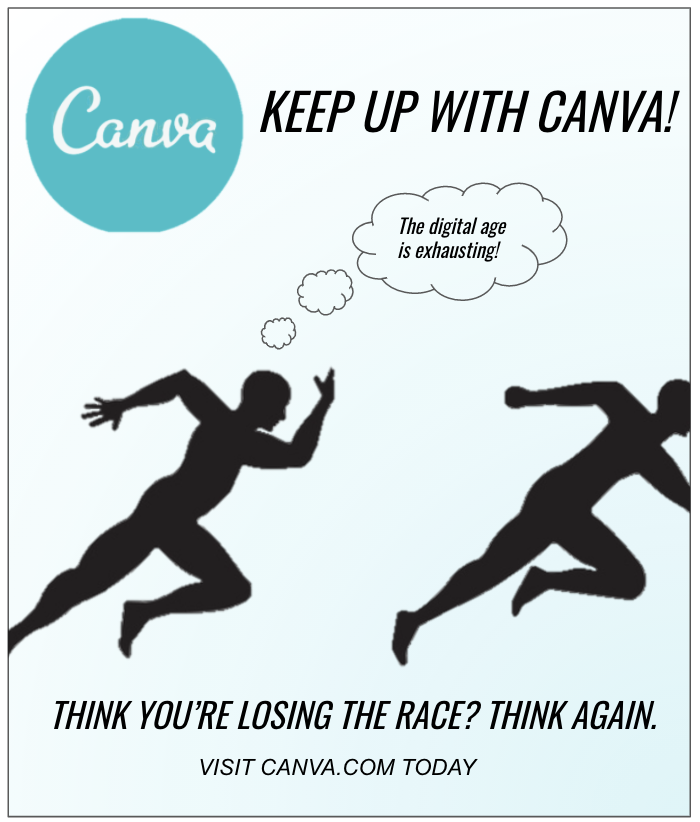 Canva
KEEP UP WITH CANVA!
The digital age
is exhausting!
THINK YOU’RE LOSING THE RACE? THINK AGAIN.
VISIT CANVA.COM TODAY